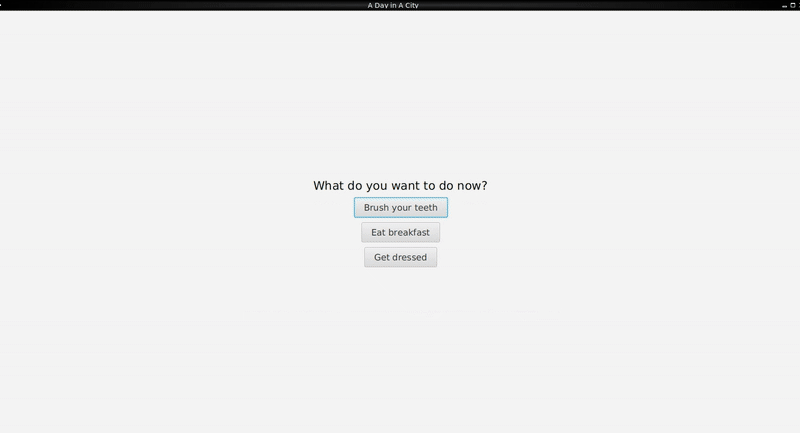 A Day in A City
What do you want to do now?
Brush your teeth
Eat breakfast
Get dressed